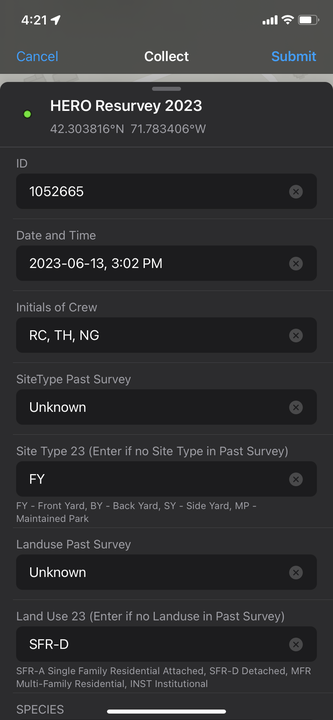 4:21
Cancel Collect Submit
HERO Resurvey 2023
42.303816°N 71.783406°W
ID
1052665
Date and Time
2023-06-13, 3:02 PM
Initials of Crew
RC, TH, NG
SiteType Past Survey
Unknown
Site Type 23 (Enter if no Site Type in Past Survey)
FY
FY - Front Yard, BY - Back Yard, SY - Side Yard, MP -
Maintained Park
Landuse Past Survey
Unknown
Land Use 23 (Enter if no Landuse in Past Survey)
SFR-D
SFR-A Single Family Residential Attached, SFR-D Detached, MFR
Multi-Family Residential, INST Institutional
SPECIES